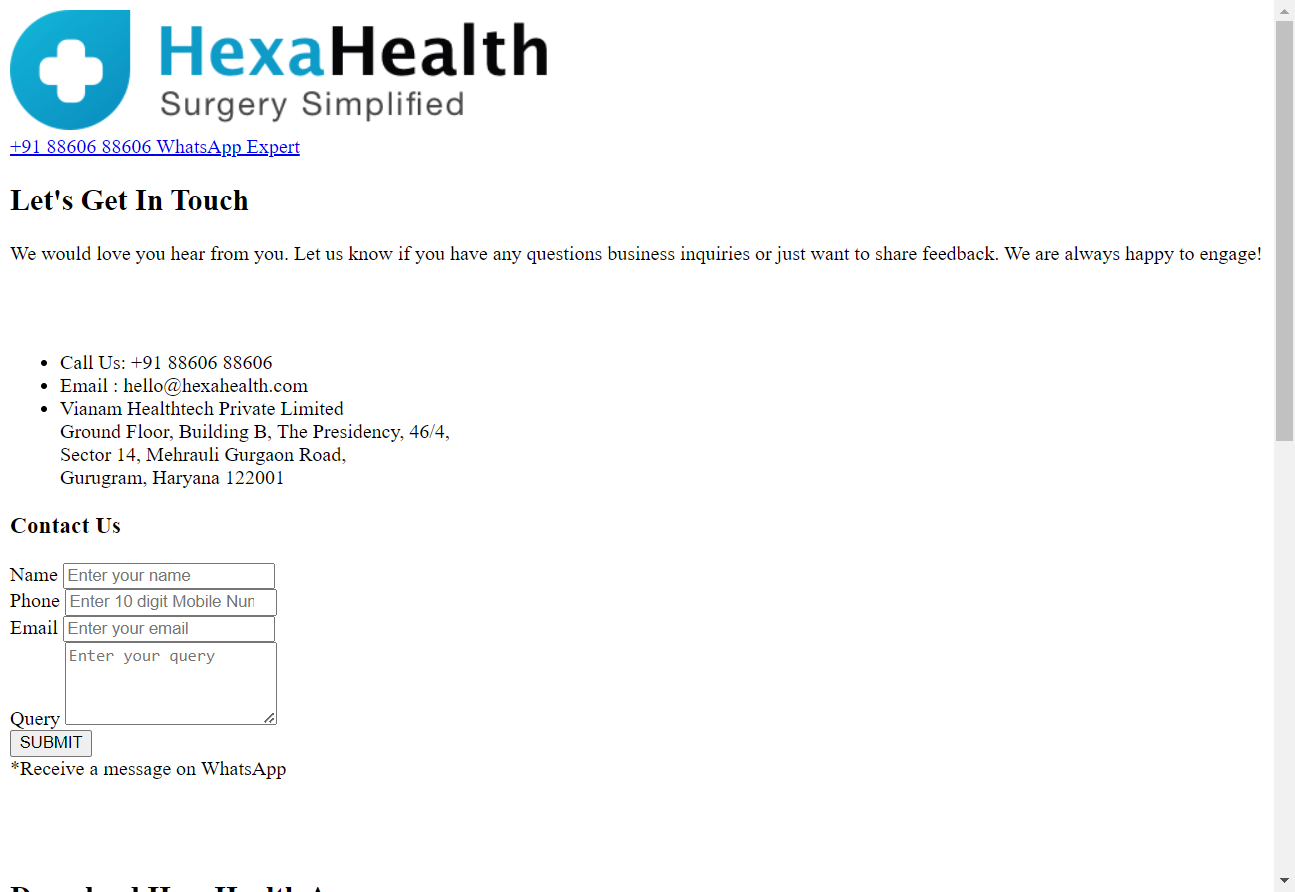 HexaHealth
Surgery Simplified
+91 88606 88606 WhatsApp Expert
Let's Get In Touch
We would love you hear from you. Let us know if you have any questions business inquiries or just want to share feedback. We are always happy to engage!
Call Us: +91 88606 88606
Email : hello@hexahealth.com
Vianam Healthtech Private Limited
Ground Floor, Building B, The Presidency, 46/4,
Sector 14, Mehrauli Gurgaon Road,
Gurugram, Haryana 122001
Contact Us
Name Enter your name
Phone Enter 10 digit Mobile Nur
Email Enter your email
Query Enter your query
SUBMIT
*Receive a message on WhatsApp